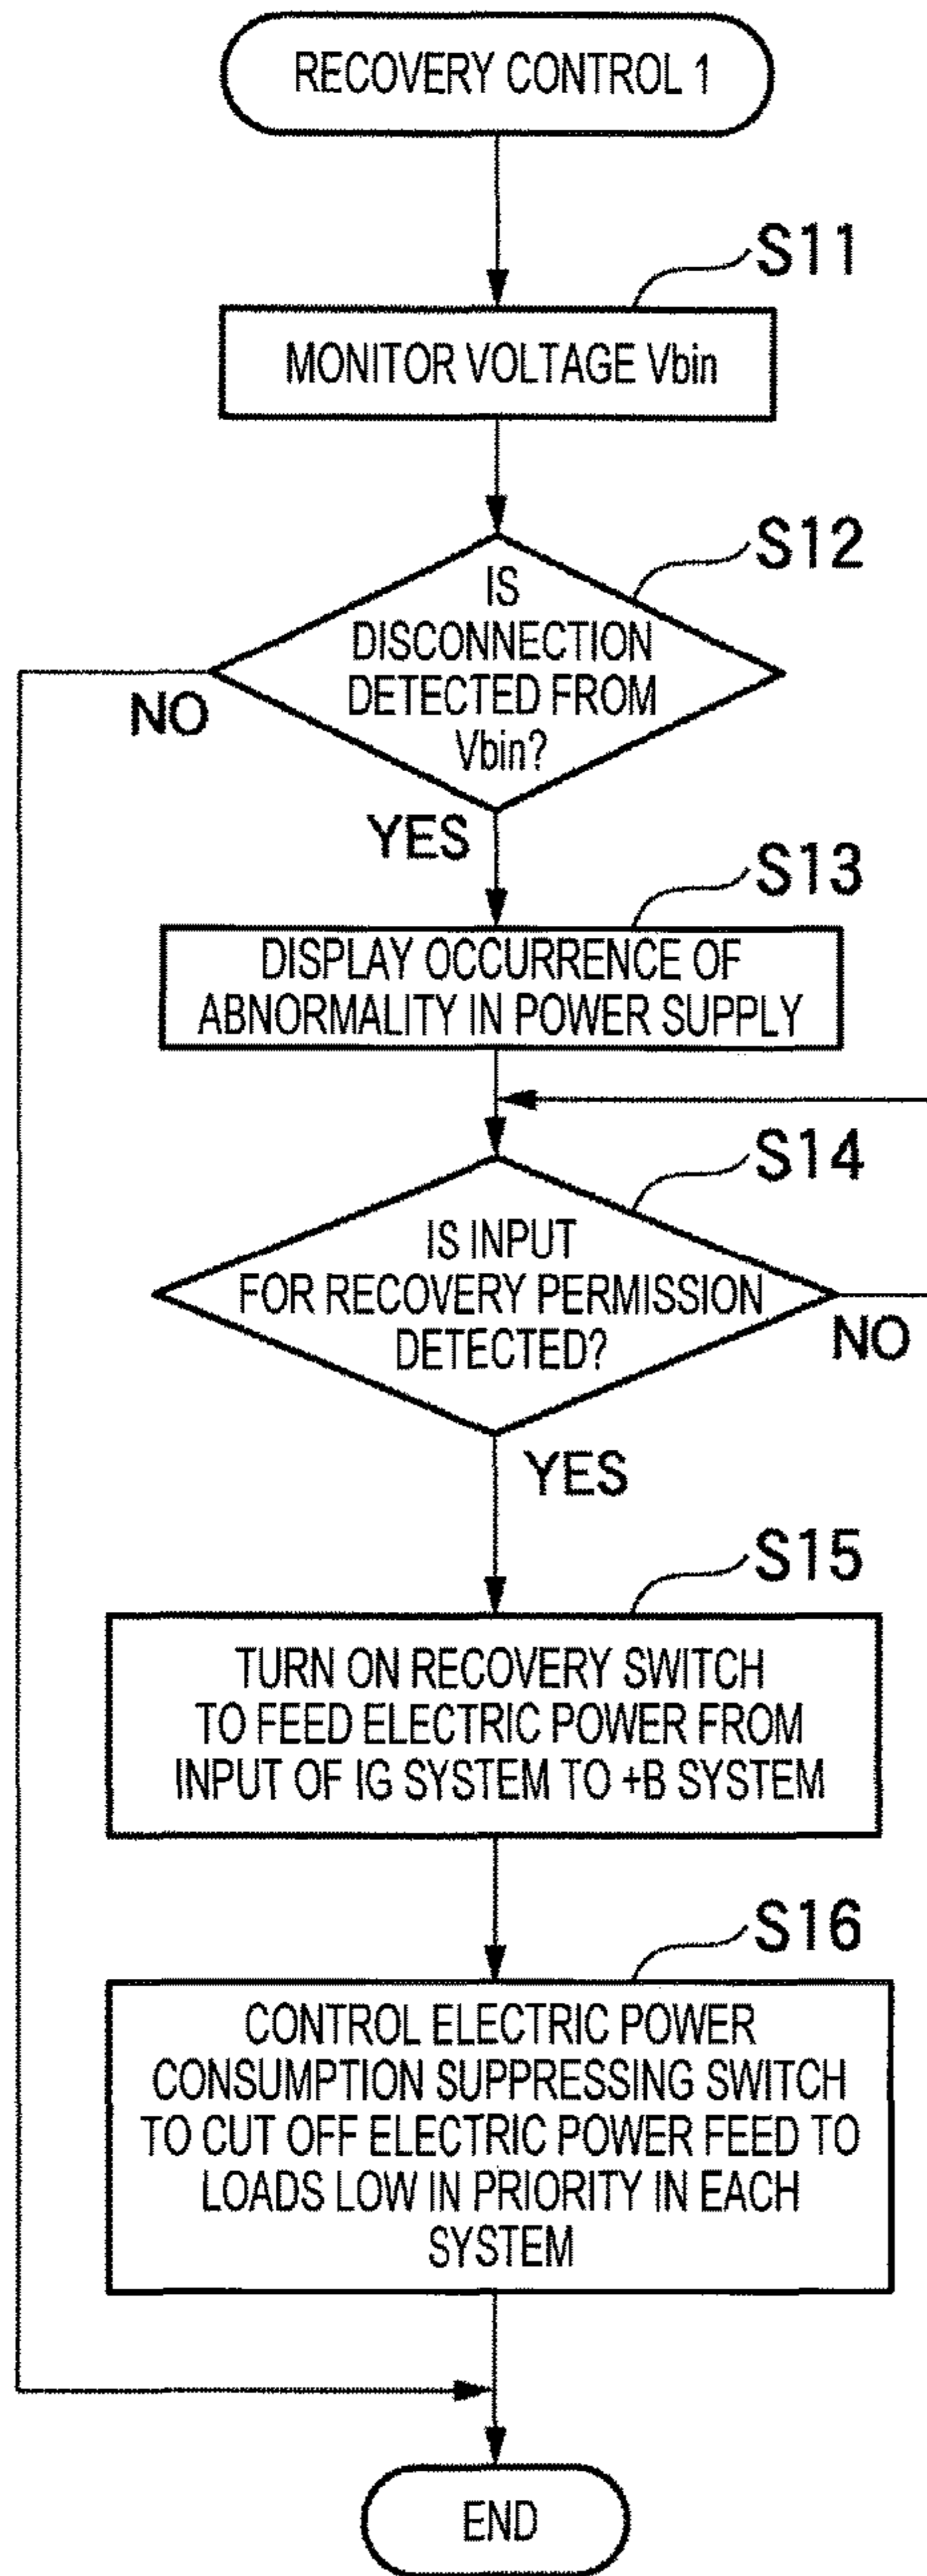 RECOVERY CONTROL 1
S11
MONITOR VOLTAGE Vbin
S12
IS
DISCONNECTION
DETECTED FROM
Vbin?
NO
YES
S13
DISPLAY OCCURRENCE OF
ABNORMALITY IN POWER SUPPLY
S14
IS INPUT
FOR RECOVERY PERMISSION
DETECTED?
NO
YES
S15
TURN ON RECOVERY SWITCH
TO FEED ELECTRIC POWER FROM
INPUT OF IG SYSTEM TO +B SYSTEM
S16
CONTROL ELECTRIC POWER
CONSUMPTION SUPPRESSING SWITCH
TO CUT OFF ELECTRIC POWER FEED TO
LOADS LOW IN PRIORITY IN EACH
SYSTEM
END